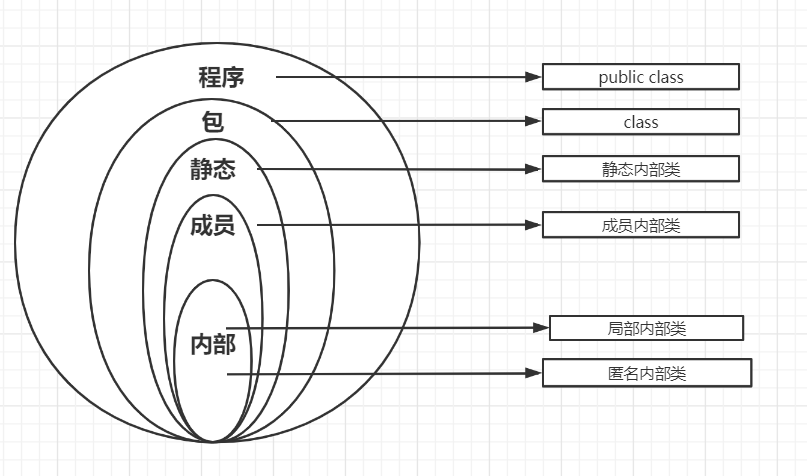 程序
public class
包
class
静态
静态内部类
成员
成员内部类
内部
局部内部类
匿名内部类